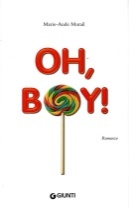 Marie-Aude Murail
OH,
BOY!
Romanzo
GIUNTI